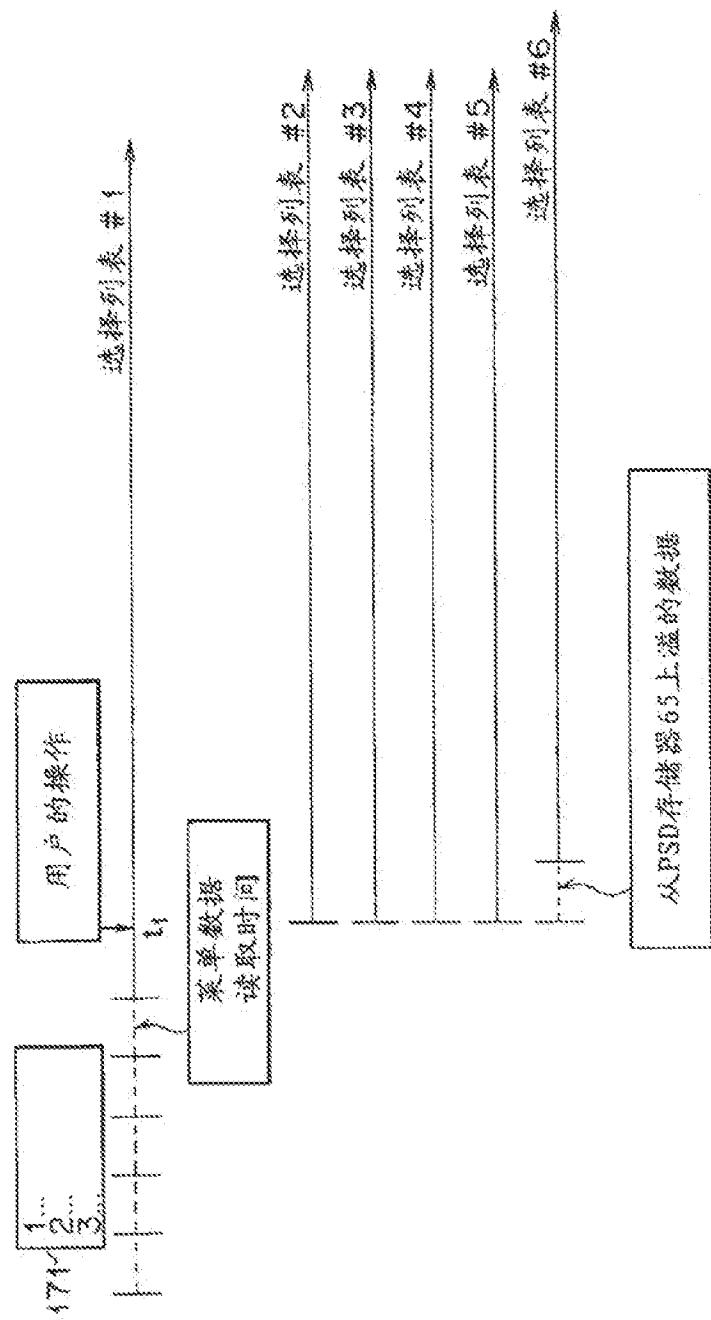 171
1...
2...
3...
用户的操作
t1
选择列表 #1
菜单数据
读取时间
选择列表 #2
选择列表 #3
选择列表 #4
选择列表 #5
选择列表 #6
从PSD存储器65上溢的数据